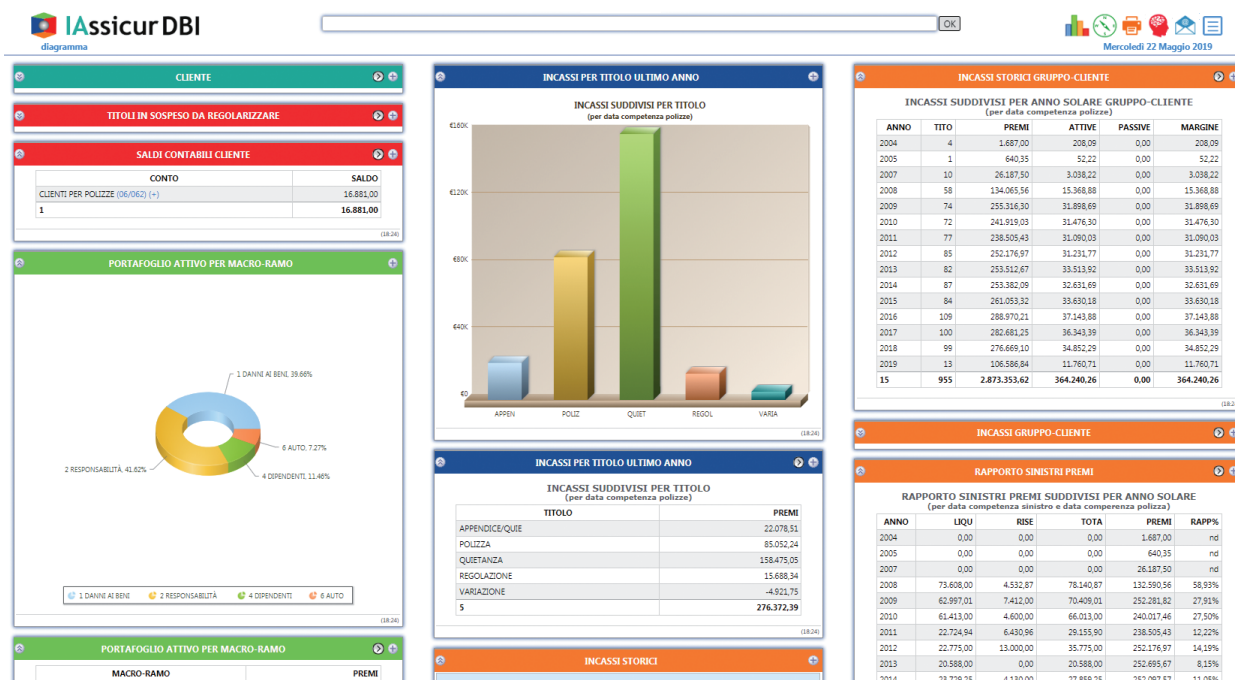 IAssicur DBI
diagramma
OK
Mercoledì 22 Maggio 2019
CLIENTE
TITOLI IN SOSPESO DA REGOLARIZZARE
SALDI CONTABILI CLIENTE
CONTO SALDO
CLIENTI PER POLIZZE (06/062) (+) 16.881,00
1 16.881,00
(18:24)
PORTAFOGLIO ATTIVO PER MACRO-RAMO
1 DANNI AI BENI, 39.66%
6 AUTO, 7.27%
2 RESPONSABILITÀ, 41.62%
4 DIPENDENTI, 11.46%
1 DANNI AI BENI 2 RESPONSABILITÀ 4 DIPENDENTI 6 AUTO
(18:24)
PORTAFOGLIO ATTIVO PER MACRO-RAMO
MACRO-RAMO PREMI
INCASSI PER TITOLO ULTIMO ANNO
INCASSI SUDDIVISI PER TITOLO
(per data competenza polizze)
€160K
€120K
€80K
€40K
€0
APPEN POLIZ QUIET REGOL VARIA
(18:24)
INCASSI PER TITOLO ULTIMO ANNO
INCASSI SUDDIVISI PER TITOLO
(per data competenza polizze)
TITOLO PREMI
APPENDICE/QUIE 22.078,51
POLIZZA 85.052,24
QUIETANZA 158.475,05
REGOLAZIONE 15.688,34
VARIAZIONE -4.921,75
5 276.372,39
(18:24)
INCASSI STORICI
INCASSI STORICI GRUPPO-CLIENTE
INCASSI SUDDIVISI PER ANNO SOLARE GRUPPO-CLIENTE
(per data competenza polizze)
ANNO TITO PREMI ATTIVE PASSIVE MARGINE
2004 4 1.687,00 208,09 0,00 208,09
2005 1 640,35 52,22 0,00 52,22
2007 10 26.187,50 3.038,22 0,00 3.038,22
2008 58 134.065,56 15.368,88 0,00 15.368,88
2009 74 255.316,30 31.898,69 0,00 31.898,69
2010 72 241.919,03 31.476,30 0,00 31.476,30
2011 77 238.505,43 31.090,03 0,00 31.090,03
2012 85 252.176,97 31.231,77 0,00 31.231,77
2013 82 253.512,67 33.513,92 0,00 33.513,92
2014 87 253.382,09 32.631,69 0,00 32.631,69
2015 84 261.053,32 33.630,18 0,00 33.630,18
2016 109 288.970,21 37.143,88 0,00 37.143,88
2017 100 282.681,25 36.343,39 0,00 36.343,39
2018 99 276.669,10 34.852,29 0,00 34.852,29
2019 13 106.586,84 11.760,71 0,00 11.760,71
15 955 2.873.353,62 364.240,26 0,00 364.240,26
INCASSI GRUPPO-CLIENTE
RAPPORTO SINISTRI PREMI
RAPPORTO SINISTRI PREMI SUDDIVISI PER ANNO SOLARE
(per data competenza sinistro e data comperenza polizza)
ANNO LIQU RISE TOTA PREMI RAPP%
2004 0,00 0,00 0,00 1.687,00 nd
2005 0,00 0,00 0,00 640,35 nd
2007 0,00 0,00 0,00 26.187,50 nd
2008 73.608,00 4.532,87 78.140,87 132.590,56 58,93%
2009 62.997,01 7.412,00 70.409,01 252.281,82 27,91%
2010 61.413,00 4.600,00 66.013,00 240.017,46 27,50%
2011 22.724,94 6.430,96 29.155,90 238.505,43 12,22%
2012 22.775,00 13.000,00 35.775,00 252.176,97 14,19%
2013 20.588,00 0,00 20.588,00 252.695,67 8,15%
2014 23.729,25 4.130,00 27.859,25 252.097,57 11,05%